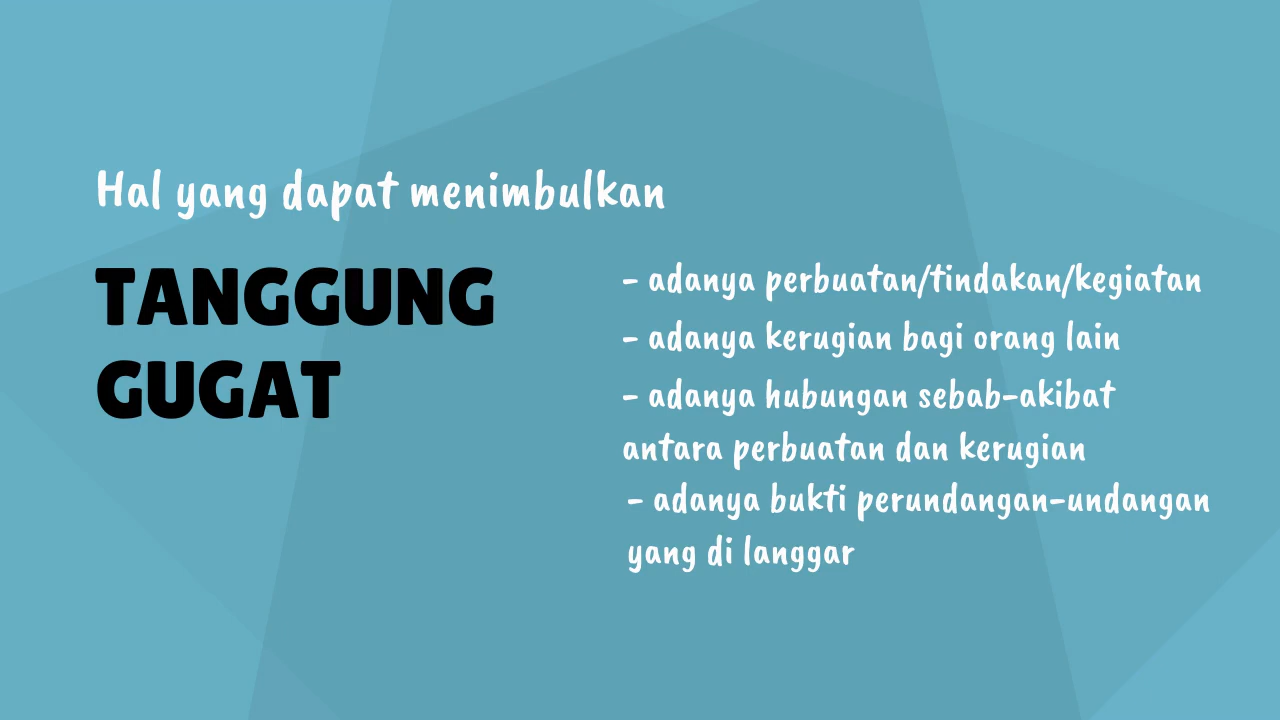 Hal yang dapat menimbulkan
TANGGUNG
GUGAT
- adanya perbuatan/tindakan/kegiatan
- adanya kerugian bagi orang lain
- adanya hubungan sebab-akibat
antara perbuatan dan kerugian
- adanya bukti perundangan-undangan
yang di langgar